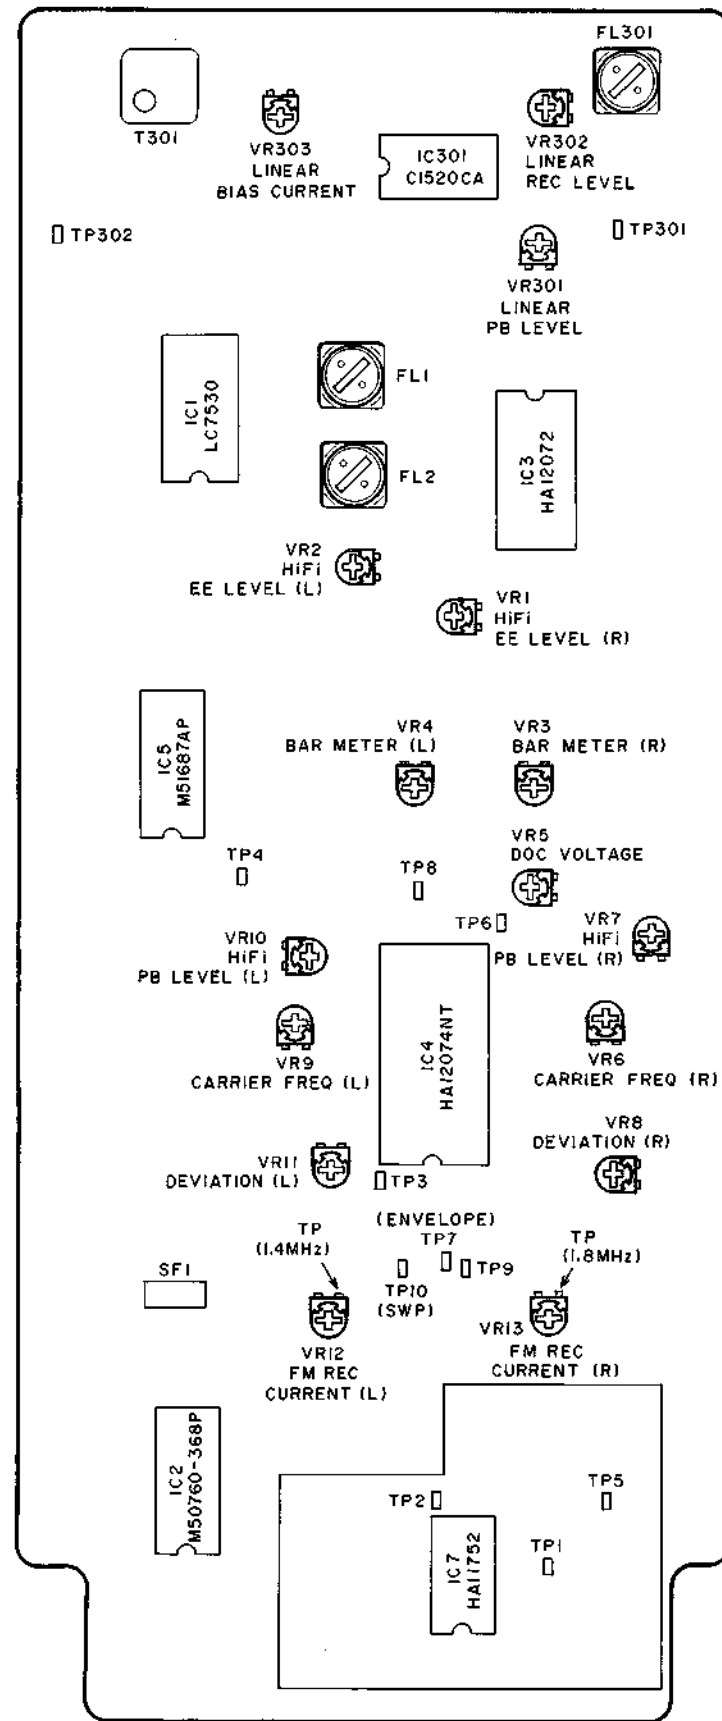 FL301
T301
VR303
LINEAR
BIAS CURRENT
IC301
C1520CA
VR302
LINEAR
REC LEVEL
TP302
TP301
VR301
LINEAR
PB LEVEL
IC1
LC7530
FL1
FL2
IC3
HA12072
VR2
HiFi
EE LEVEL (L)
VR1
HiFi
EE LEVEL (R)
VR4
BAR METER (L)
VR3
BAR METER (R)
IC5
M51687AP
VR5
DOC VOLTAGE
TP4
TP8
TP6
VR7
HiFi
PB LEVEL (R)
VR10
HiFi
PB LEVEL (L)
IC4
HA12074NT
VR9
CARRIER FREQ (L)
VR6
CARRIER FREQ (R)
VR8
DEVIATION (R)
VR11
DEVIATION (L)
TP3
(ENVELOPE)
TP7
TP
(1.4MHz)
TP
(1.8MHz)
SF1
TP10
(SWP)
TP9
VR12
FM REC
CURRENT (L)
VR13
FM REC
CURRENT (R)
IC2
M50760-368P
TP2
TP5
IC7
HA11752
TP1